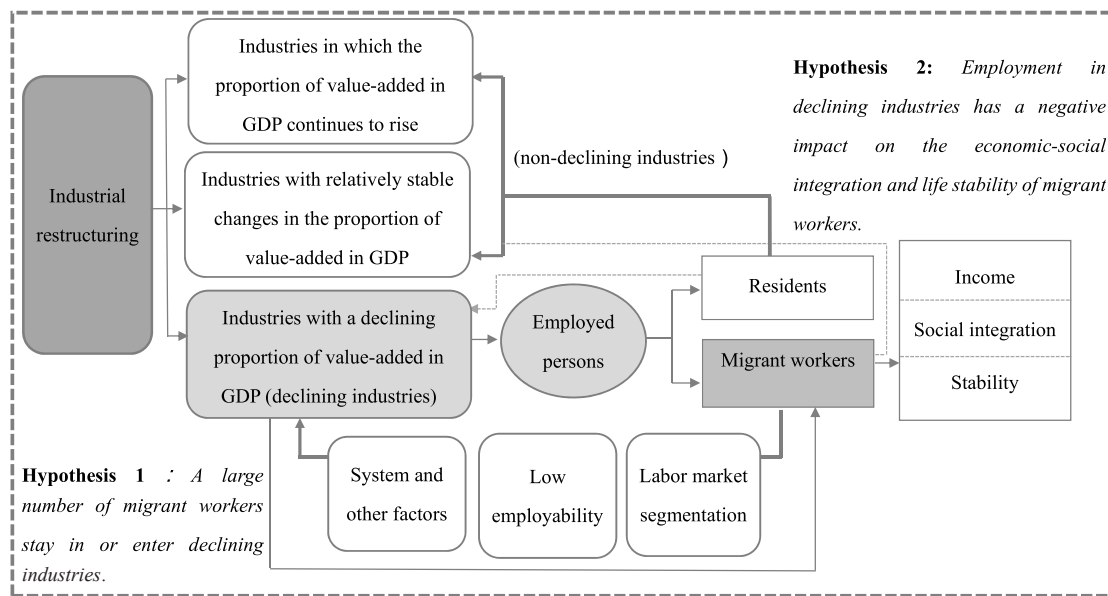 Industries in which the
proportion of value-added in
GDP continues to rise
Hypothesis 2: Employment in
declining industries has a negative
impact on the economic-social
integration and life stability of migrant
workers.
(non-declining industries )
Industrial
restructuring
Industries with relatively stable
changes in the proportion of
value-added in GDP
Industries with a declining
proportion of value-added in
GDP (declining industries)
Employed
persons
Residents
Migrant workers
Income
Social integration
Stability
Hypothesis 1 : A large
number of migrant workers
stay in or enter declining
industries.
System and
other factors
Low
employability
Labor market
segmentation